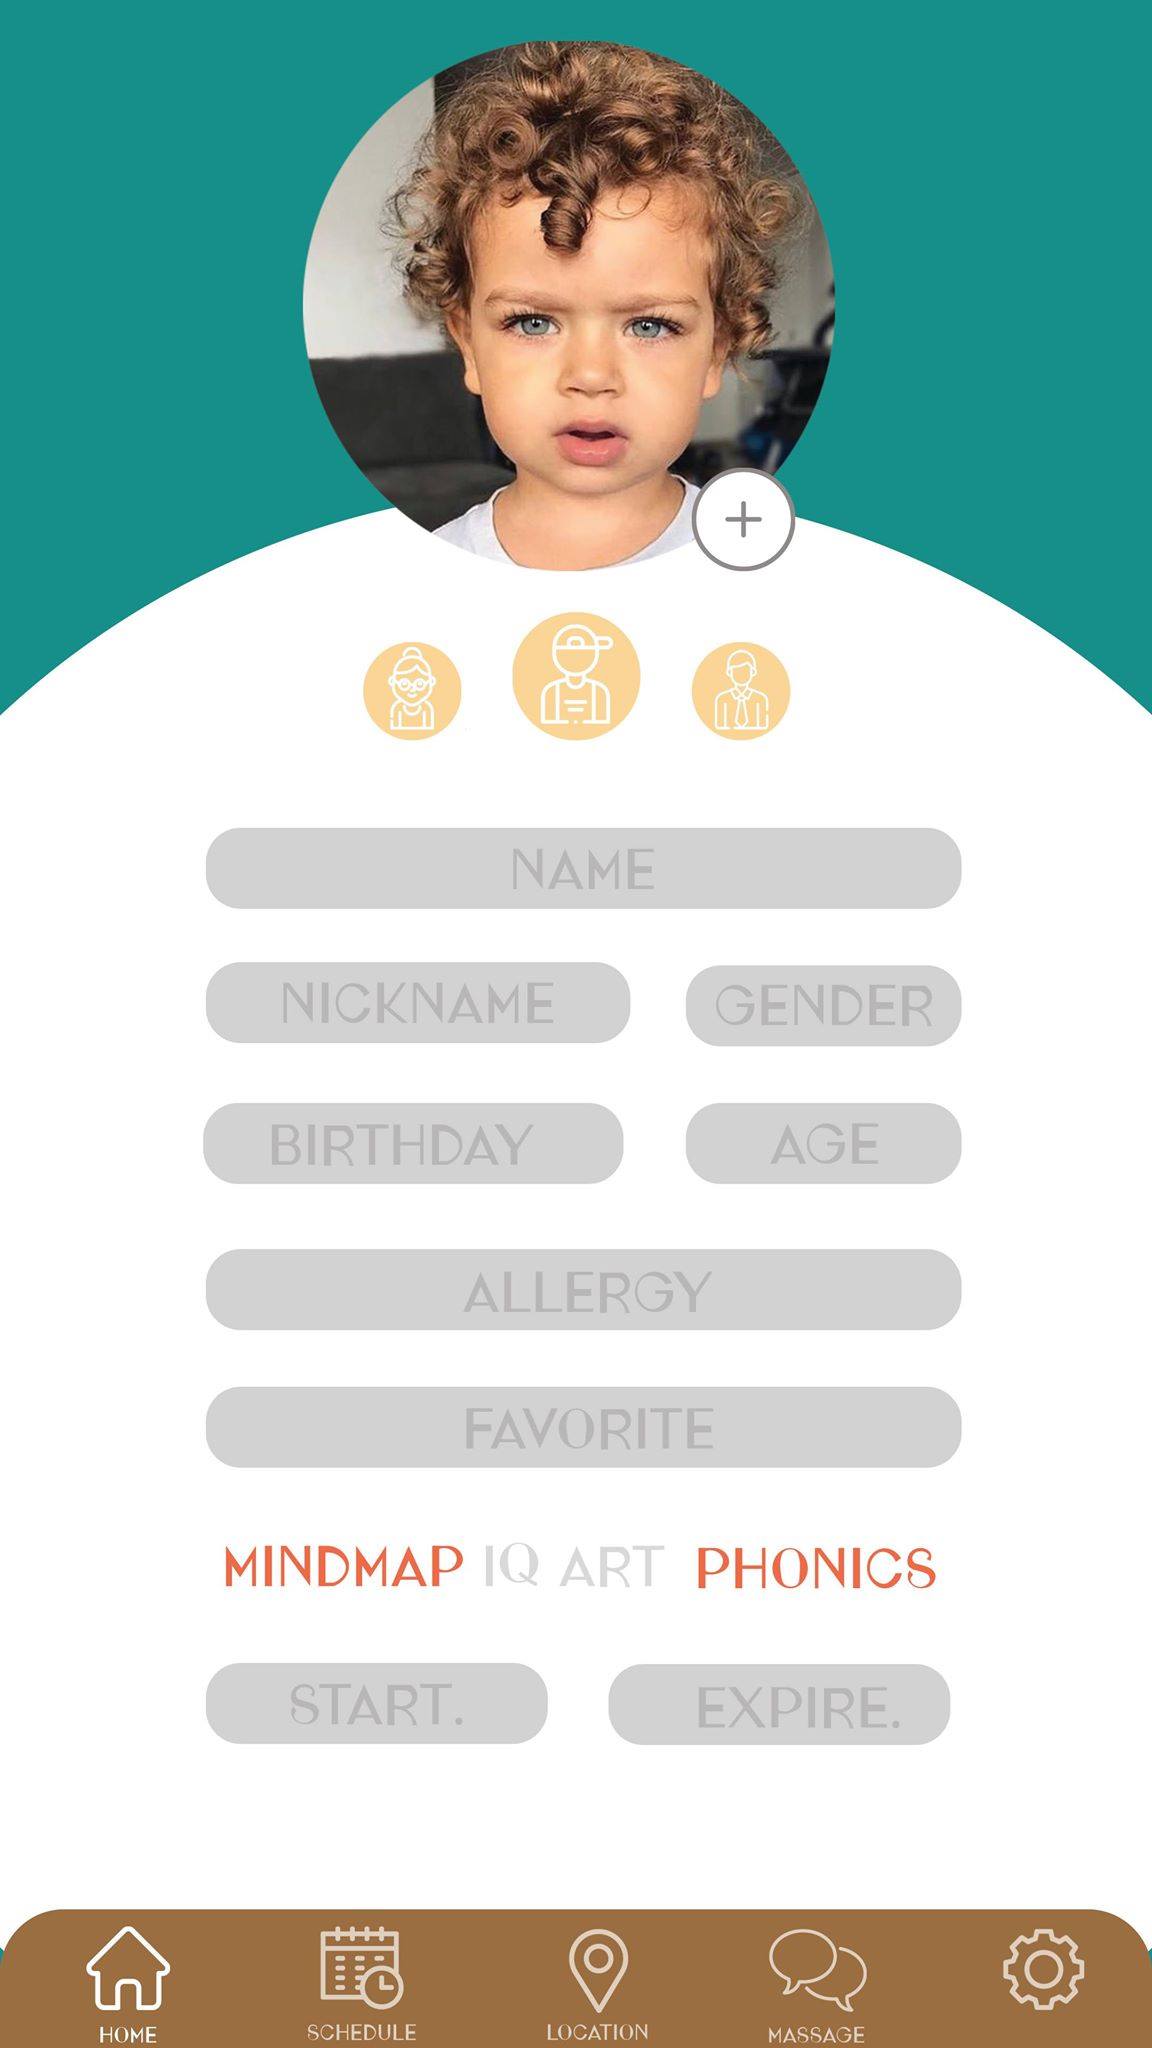 NAME
NICKNAME GENDER
BIRTHDAY AGE
ALLERGY
FAVORITE
MINDMAP IQ ART PHONICS
START. EXPIRE.
HOME SCHEDULE LOCATION MASSAGE